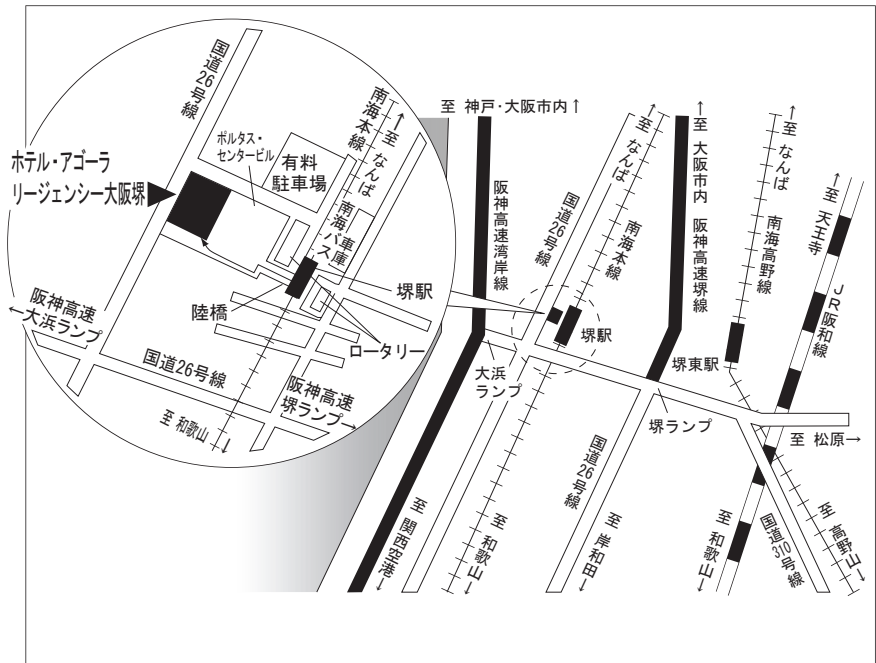 国道26号線
南海本線
←至 なんば
ポルタス・
センタービル
有料
駐車場
ホテル・アゴーラ
リージェンシー大阪堺
南海バス
車庫
堺駅
陸橋
ロータリー
阪神高速
←大浜ランプ
国道26号線
阪神高速
堺ランプ→
至 和歌山→
至 神戸・大阪市内↑
阪神高速湾岸線
国道26号線
←至 なんば
南海本線
←至 大阪市内
阪神高速堺線
←至 なんば
南海高野線
←至 天王寺
JR阪和線
堺駅
堺東駅
大浜
ランプ
堺ランプ
至 松原→
国道26号線
国道310号線
至 関西空港→
至 和歌山→
至 岸和田→
至 和歌山→
至 高野山→